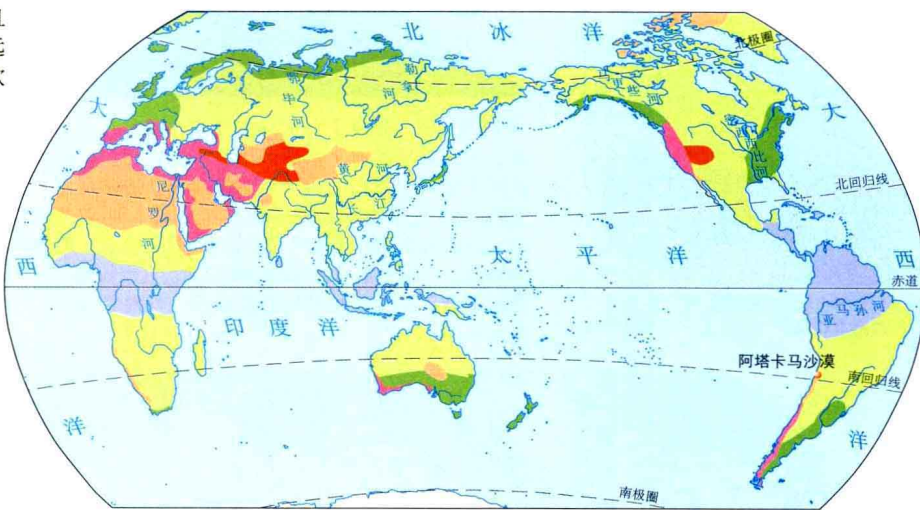 北冰洋
北极圈
大
大
鄂毕河
勒拿河
育空河
密西西比河
黄河
江
尼罗河
北回归线
西
太平洋
西
赤道
亚马孙河
印度洋
阿塔卡马沙漠
南回归线
洋
洋
南极圈